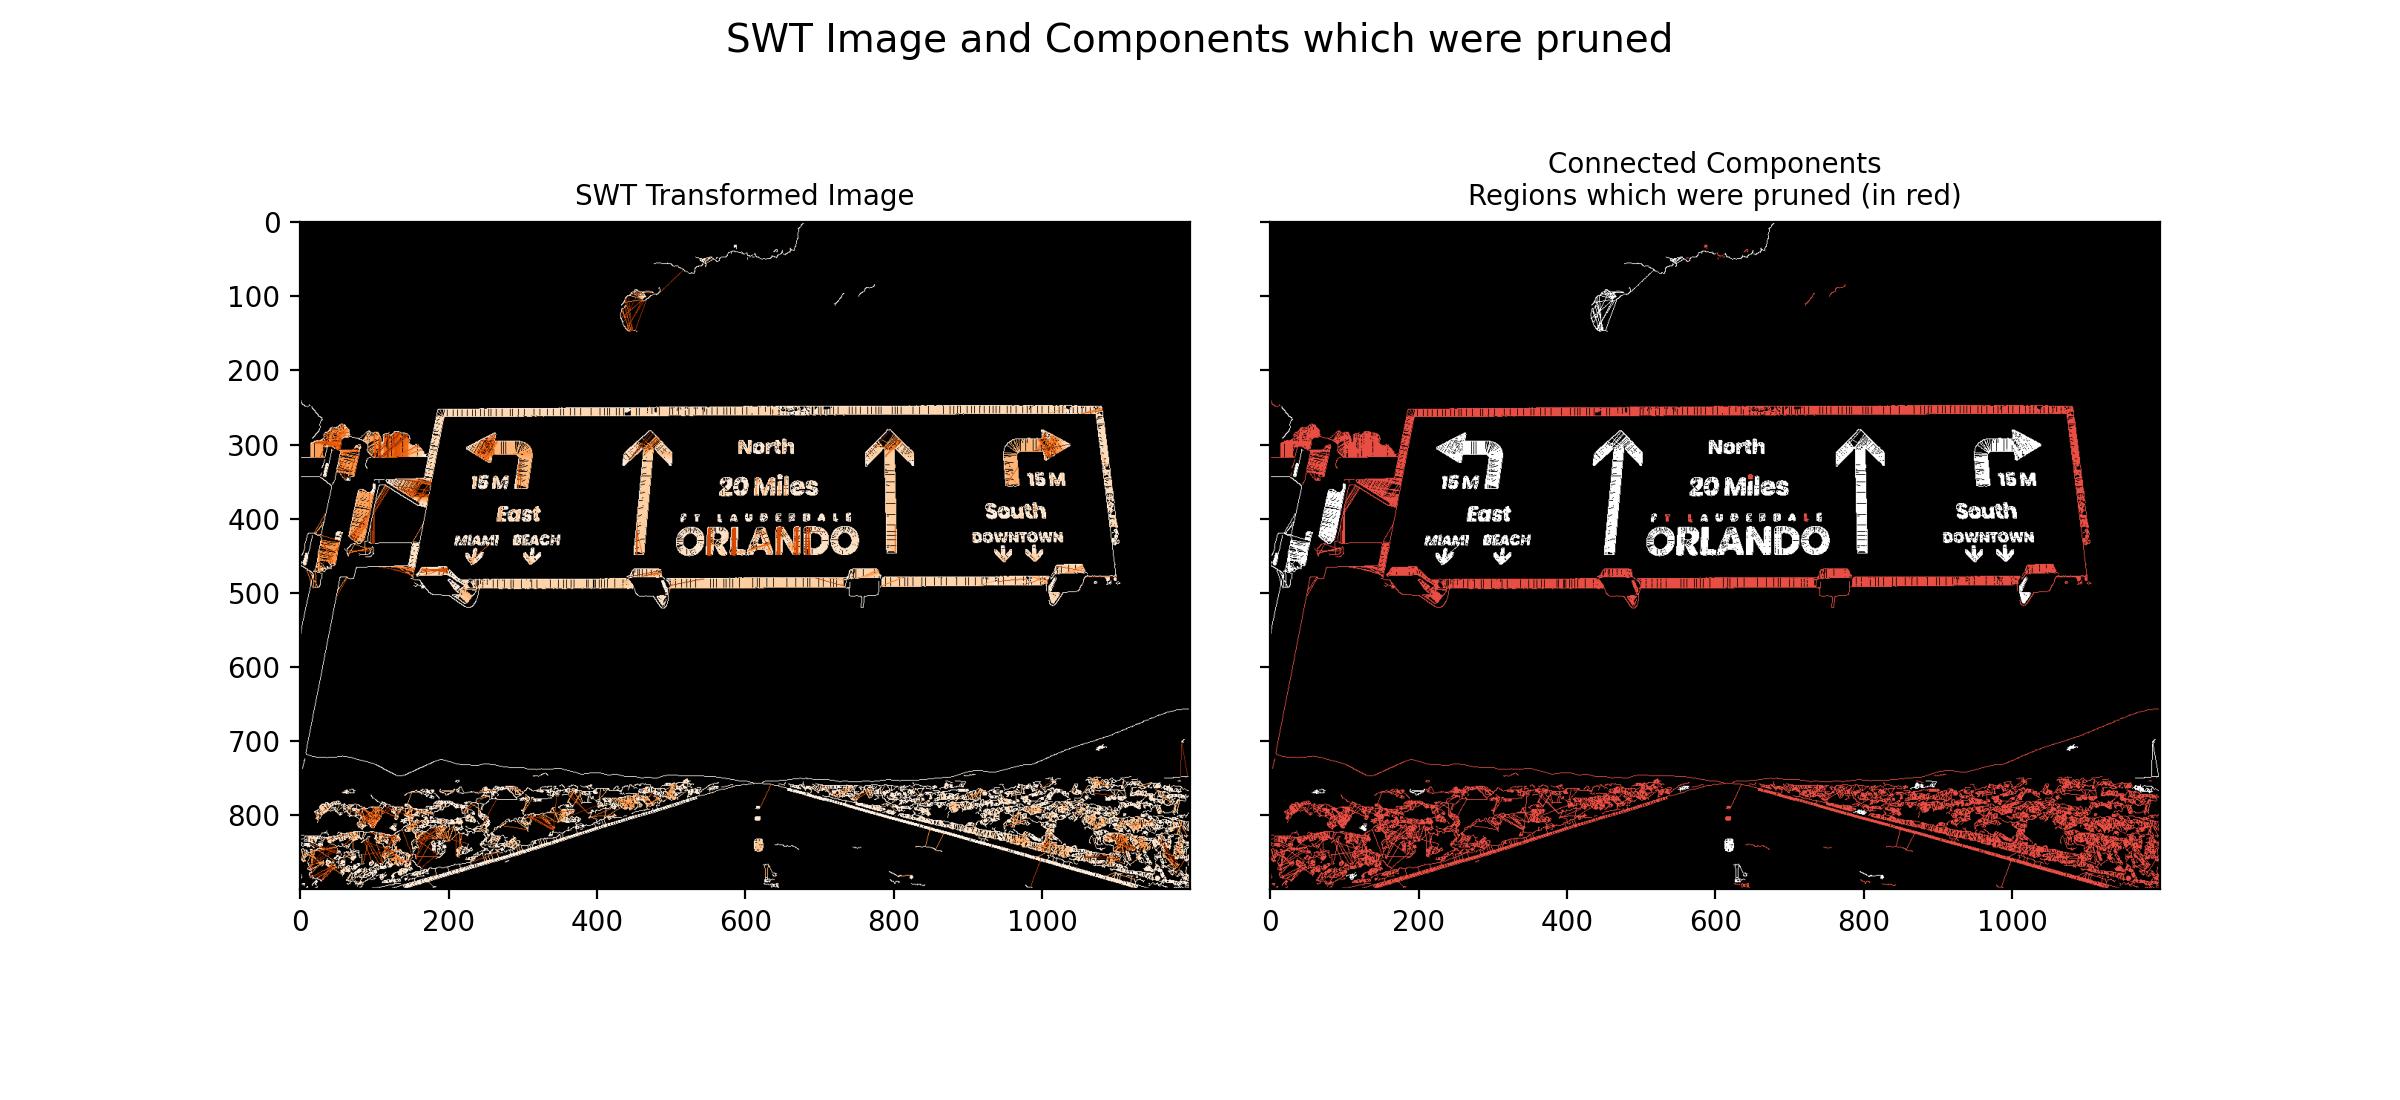 SWT Image and Components which were pruned
SWT Transformed Image
0
100
200
300
400
500
600
700
800
0 200 400 600 800 1000
15 M
East
MIAMI BEACH
North
20 Miles
FT LAUDERDALE
ORLANDO
15 M
South
DOWNTOWN
Connected Components
Regions which were pruned (in red)
0 200 400 600 800 1000
15 M
East
MIAMI BEACH
North
20 Miles
FT LAUDERDALE
ORLANDO
15 M
South
DOWNTOWN